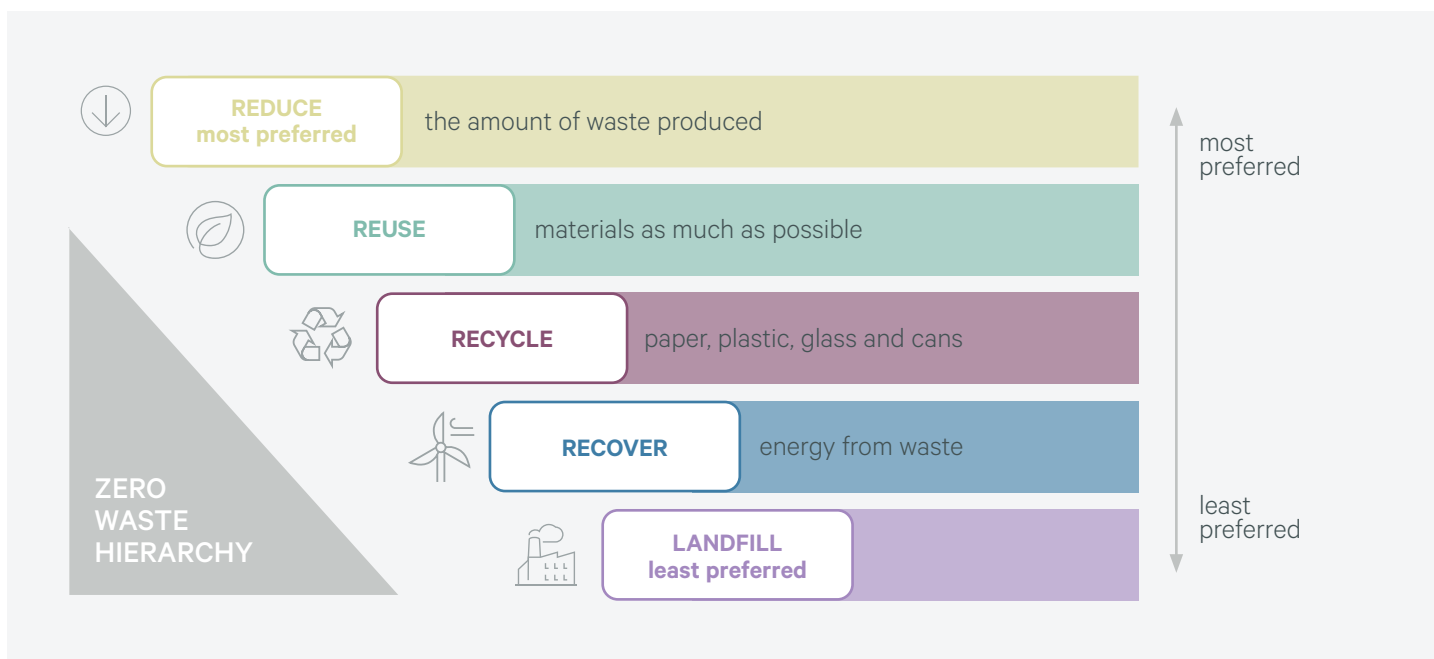 REDUCE
most preferred
the amount of waste produced
most
preferred
REUSE
materials as much as possible
RECYCLE
paper, plastic, glass and cans
RECOVER
energy from waste
ZERO
WASTE
HIERARCHY
least
preferred
LANDFILL
least preferred